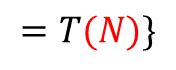 = T(N)}